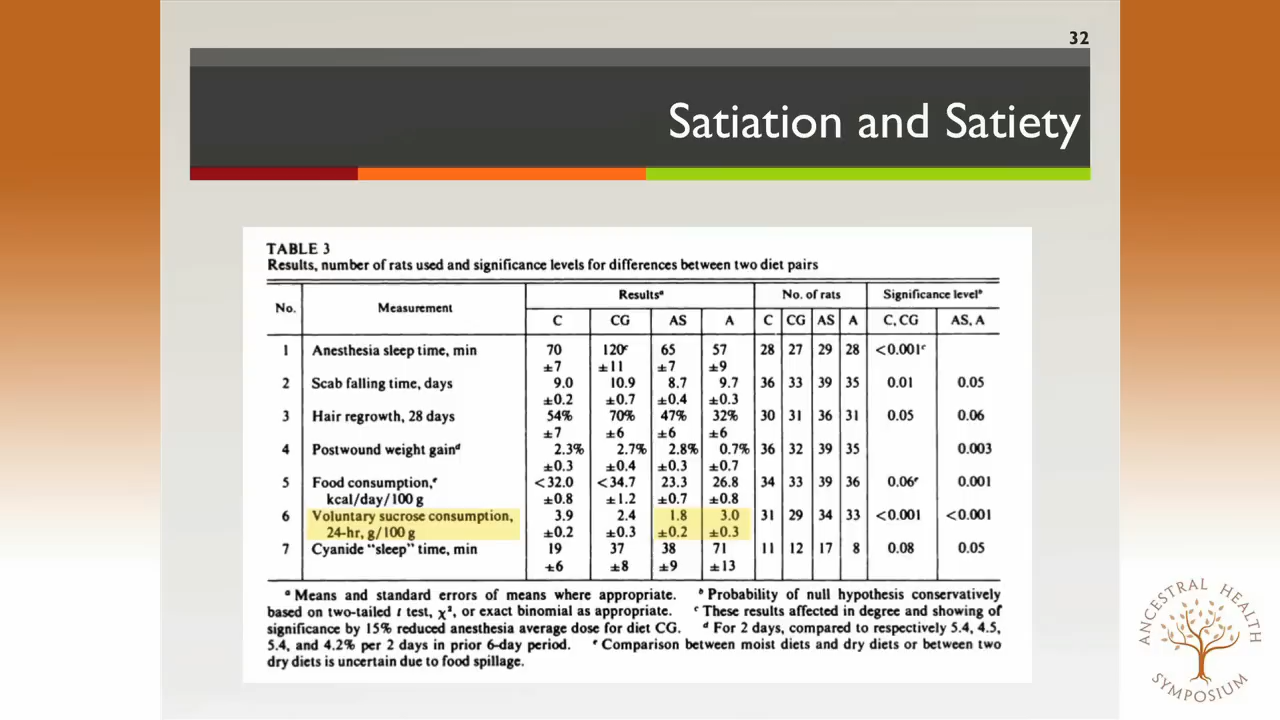 32
Satiation and Satiety
TABLE 3
Results, number of rats used and significance levels for differences between two diet pairs
No. Measurement Resultsᵃ No. of rats Significance levelᵇ
C CG AS A C CG AS A C, CG AS, A
1 Anesthesia sleep time, min 70 120ᶜ 65 57 28 27 29 28 <0.001ᶜ
±7 ±11 ±7 ±9
2 Scab falling time, days 9.0 10.9 8.7 9.7 36 33 39 35 0.01 0.05
±0.2 ±0.7 ±0.4 ±0.3
3 Hair regrowth, 28 days 54% 70% 47% 32% 30 31 36 31 0.05 0.06
±7 ±6 ±6 ±6
4 Postwound weight gainᵈ 2.3% 2.7% 2.8% 0.7% 36 32 39 35 0.003
±0.3 ±0.4 ±0.3 ±0.7
5 Food consumption,ᵉ <32.0 <34.7 23.3 26.8 34 33 39 36 0.06ᵉ 0.001
kcal/day/100 g ±0.8 ±1.2 ±0.7 ±0.8
6 Voluntary sucrose consumption, 3.9 2.4 1.8 3.0 31 29 34 33 <0.001 <0.001
24-hr, g/100 g ±0.2 ±0.3 ±0.2 ±0.3
7 Cyanide "sleep" time, min 19 37 38 71 11 12 17 8 0.08 0.05
±6 ±8 ±9 ±13
ᵃ Means and standard errors of means where appropriate. ᵇ Probability of null hypothesis conservatively
based on two-tailed t test, χ², or exact binomial as appropriate. ᶜ These results affected in degree and showing of
significance by 15% reduced anesthesia average dose for diet CG. ᵈ For 2 days, compared to respectively 5.4, 4.5,
5.4, and 4.2% per 2 days in prior 6-day period. ᵉ Comparison between moist diets and dry diets or between two
dry diets is uncertain due to food spillage.
ANCESTRAL HEALTH
SYMPOSIUM